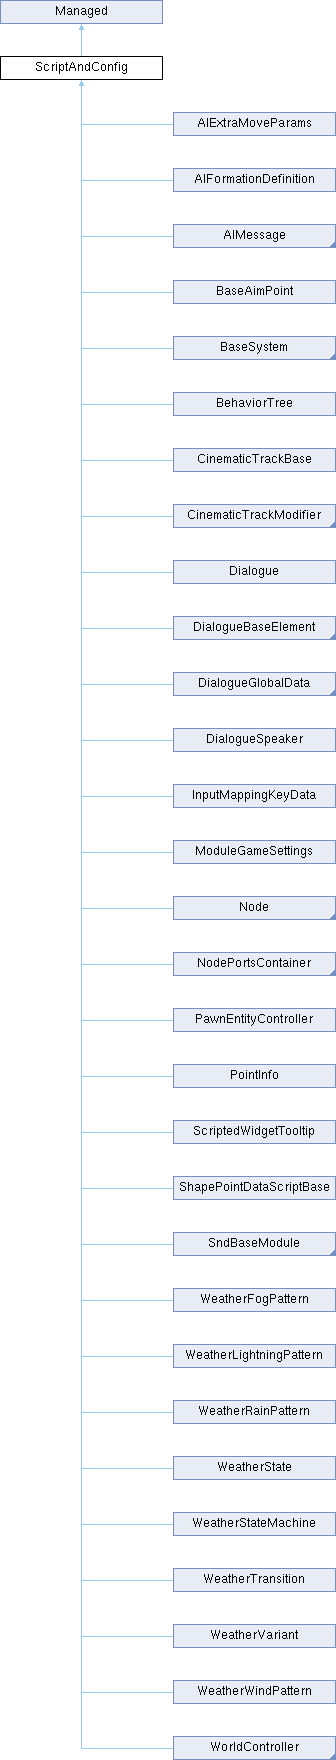 Managed
ScriptAndConfig
AIExtraMoveParams
AIFormationDefinition
AIMessage
BaseAimPoint
BaseSystem
BehaviorTree
CinematicTrackBase
CinematicTrackModifier
Dialogue
DialogueBaseElement
DialogueGlobalData
DialogueSpeaker
InputMappingKeyData
ModuleGameSettings
Node
NodePortsContainer
PawnEntityController
PointInfo
ScriptedWidgetTooltip
ShapePointDataScriptBase
SndBaseModule
WeatherFogPattern
WeatherLightningPattern
WeatherRainPattern
WeatherState
WeatherStateMachine
WeatherTransition
WeatherVariant
WeatherWindPattern
WorldController